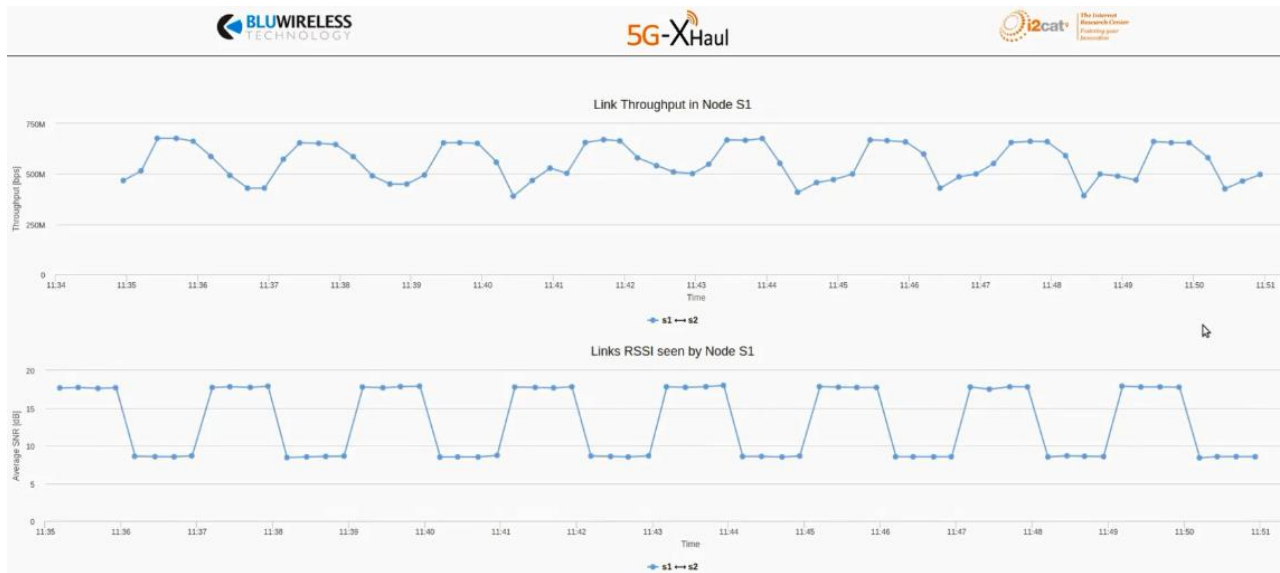 BLUWIRELESS
TECHNOLOGY
5G-XHaul
i2cat
The Internet
Research Center
Link Throughput in Node S1
Throughput [bps]
750M
500M
250M
0
11:34 11:35 11:36 11:37 11:38 11:39 11:40 11:41 11:42 11:43 11:44 11:45 11:46 11:47 11:48 11:49 11:50 11:51
Time
s1 ⟷ s2
Links RSSI seen by Node S1
Average SNR [dB]
20
15
10
5
0
11:35 11:36 11:37 11:38 11:39 11:40 11:41 11:42 11:43 11:44 11:45 11:46 11:47 11:48 11:49 11:50 11:51
Time
s1 ⟷ s2